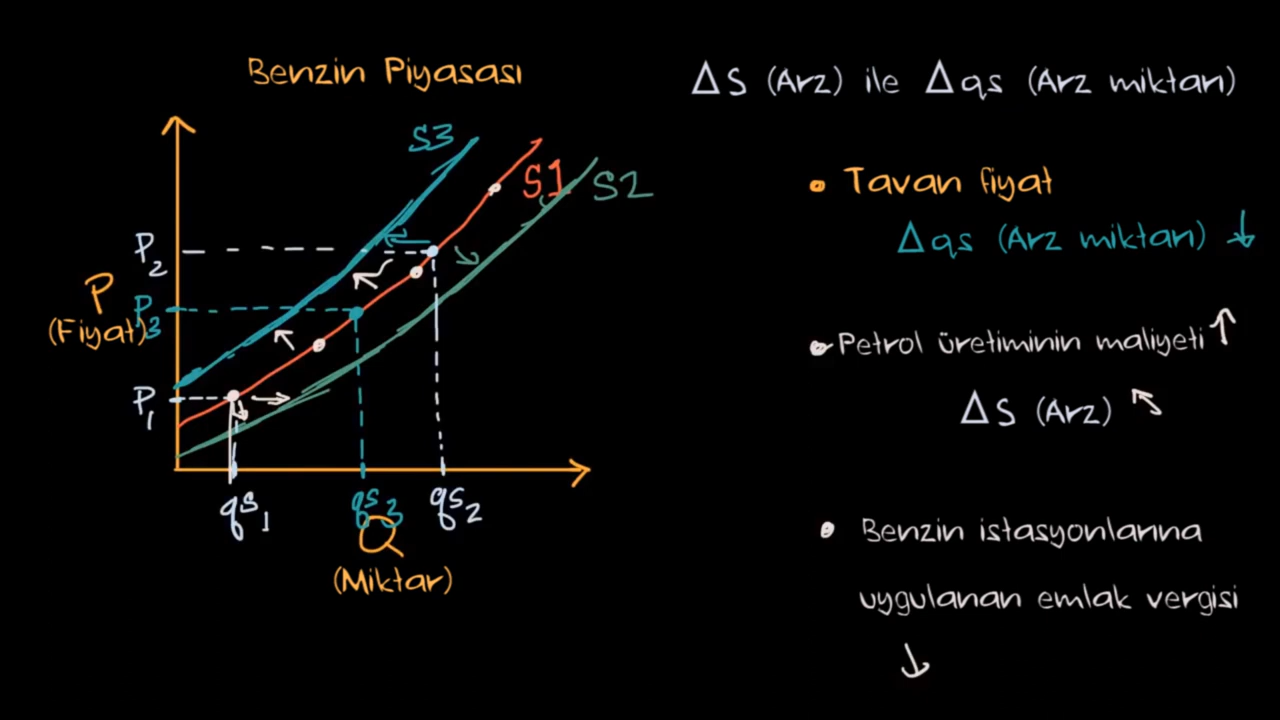 Benzin Piyasası
ΔS (Arz) ile Δqs (Arz miktarı)
S3
S1
S2
Tavan fiyat
Δqs (Arz miktarı) ↓
P2
P
(Fiyat)
P3
Petrol üretiminin maliyeti ↑
P1
ΔS (Arz) ↖
qs1
qs3
qs2
Q
(Miktar)
Benzin istasyonlarına
uygulanan emlak vergisi
↓